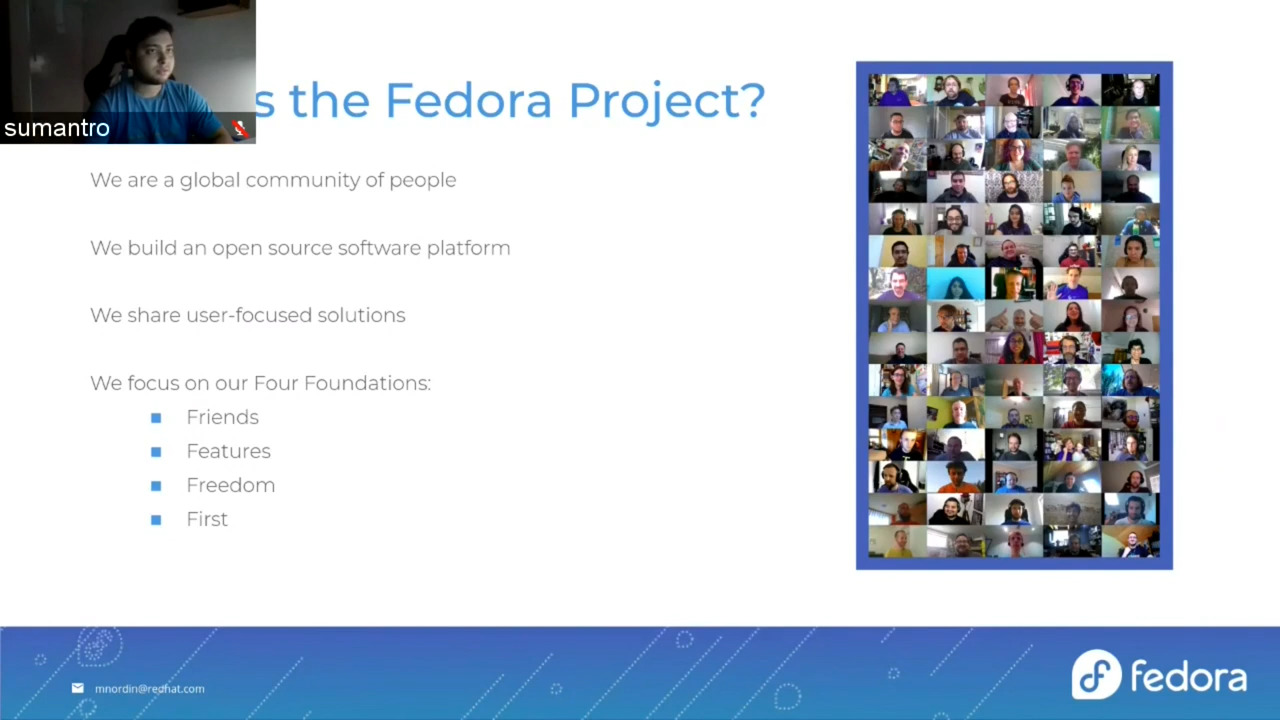 sumantro
s the Fedora Project?
We are a global community of people
We build an open source software platform
We share user-focused solutions
We focus on our Four Foundations:
Friends
Features
Freedom
First
mnordin@redhat.com
fedora